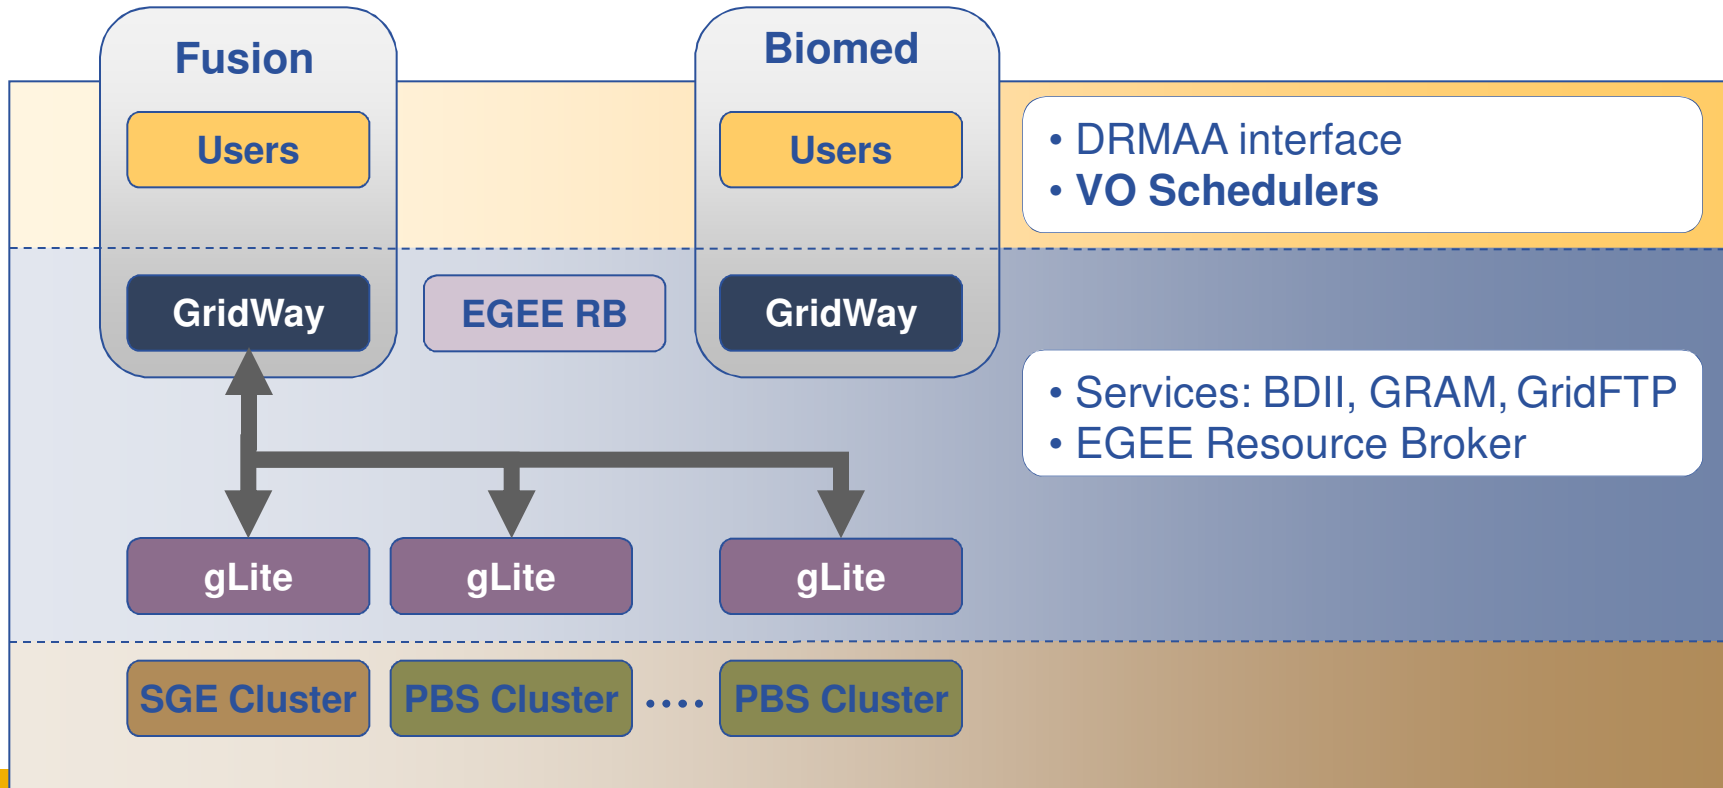 Fusion
Biomed
Users
Users
• DRMAA interface
• VO Schedulers
GridWay
EGEE RB
GridWay
• Services: BDII, GRAM, GridFTP
• EGEE Resource Broker
gLite
gLite
gLite
SGE Cluster
PBS Cluster
....
PBS Cluster